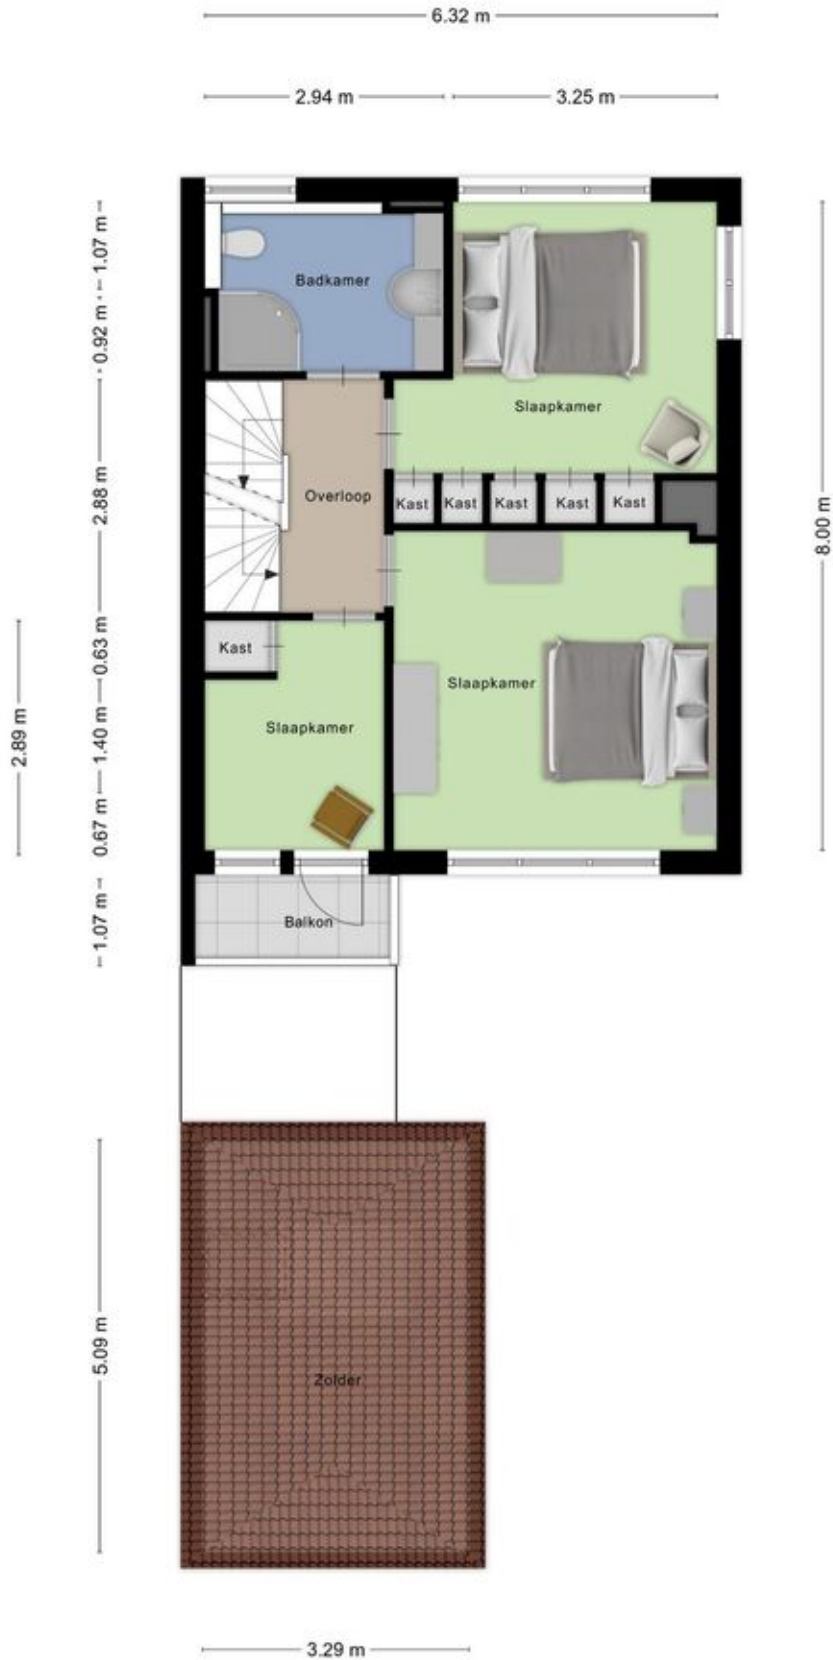 6.32 m
2.94 m
3.25 m
1.07 m
0.92 m
2.88 m
0.63 m
1.40 m
0.67 m
1.07 m
2.89 m
8.00 m
Badkamer
Slaapkamer
Overloop
Kast
Kast
Kast
Kast
Kast
Kast
Slaapkamer
Slaapkamer
Balkon
5.09 m
Zolder
3.29 m